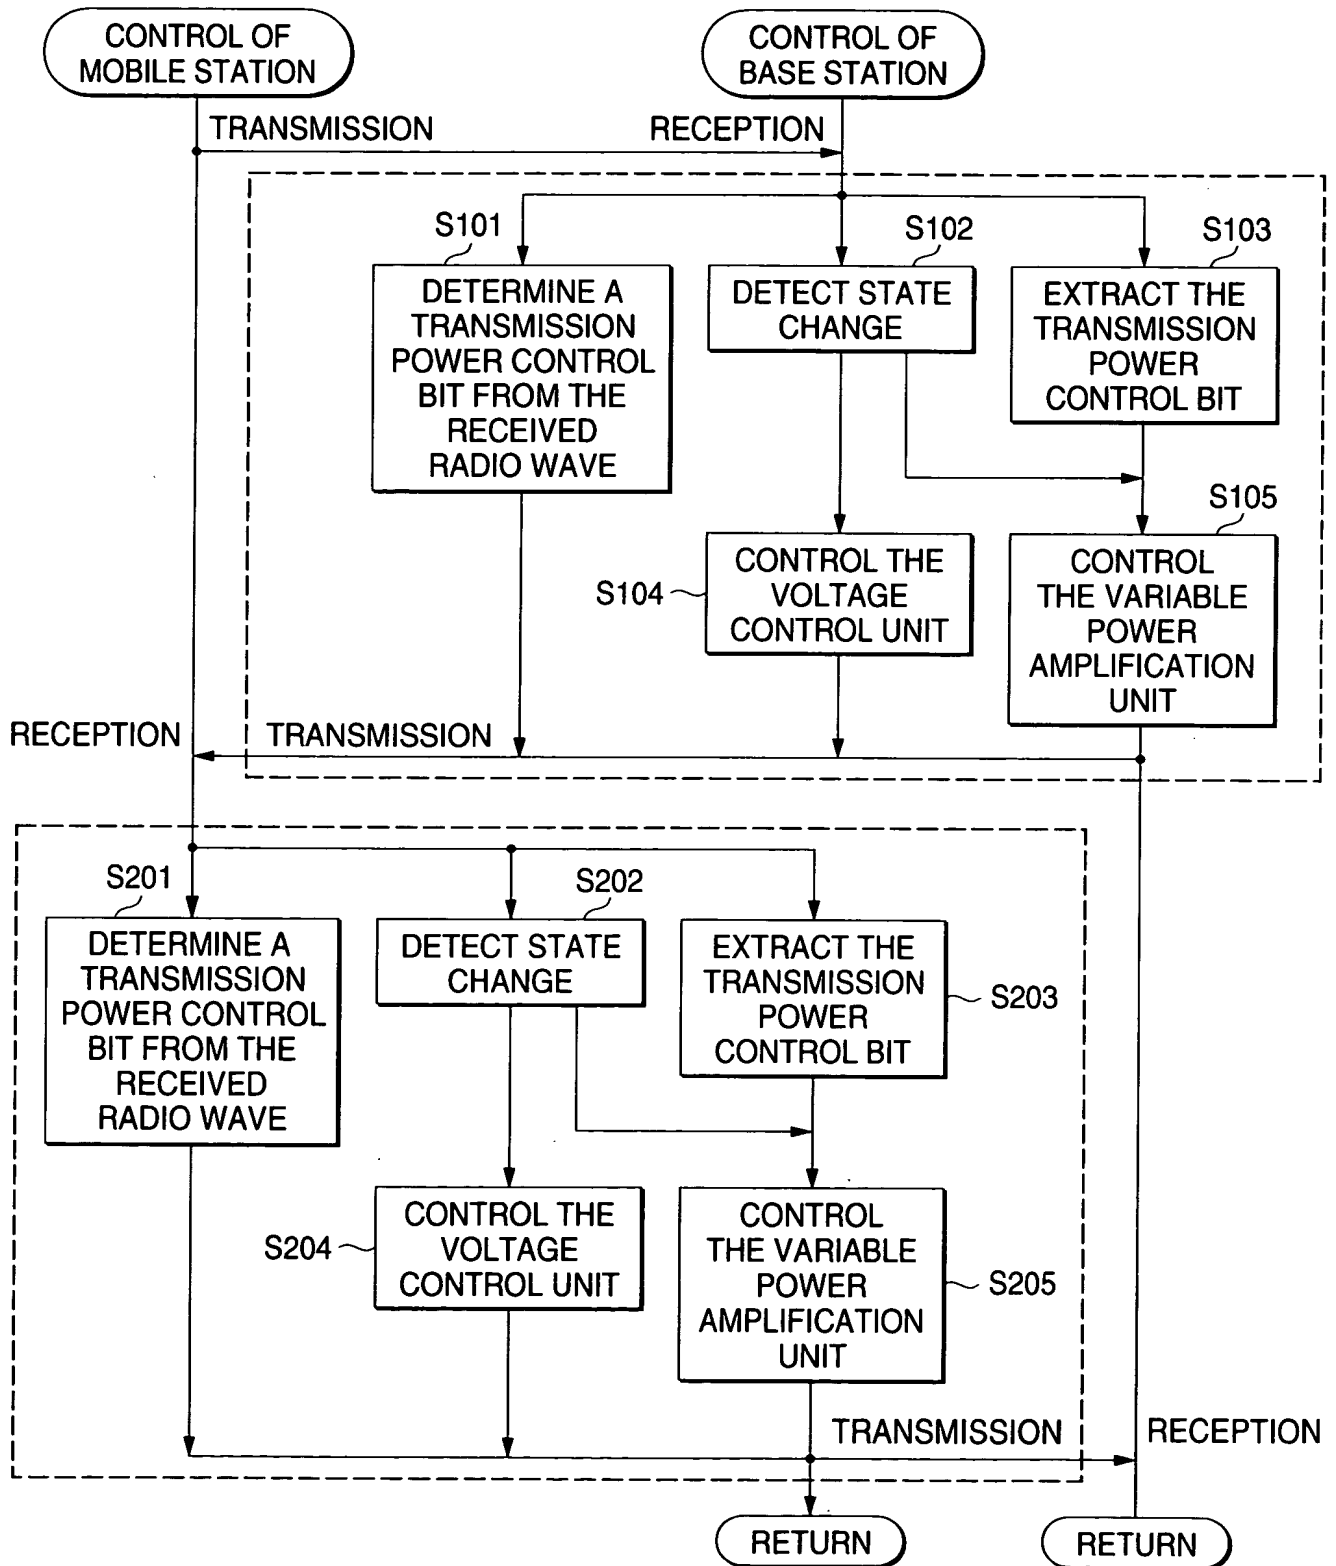 CONTROL OF
MOBILE STATION
CONTROL OF
BASE STATION
TRANSMISSION
RECEPTION
S101
S102
S103
DETERMINE A
TRANSMISSION
POWER CONTROL
BIT FROM THE
RECEIVED
RADIO WAVE
DETECT STATE
CHANGE
EXTRACT THE
TRANSMISSION
POWER
CONTROL BIT
S105
S104
CONTROL THE
VOLTAGE
CONTROL UNIT
CONTROL
THE VARIABLE
POWER
AMPLIFICATION
UNIT
RECEPTION
TRANSMISSION
S201
S202
DETERMINE A
TRANSMISSION
POWER CONTROL
BIT FROM THE
RECEIVED
RADIO WAVE
DETECT STATE
CHANGE
EXTRACT THE
TRANSMISSION
POWER
CONTROL BIT
S203
S204
CONTROL THE
VOLTAGE
CONTROL UNIT
CONTROL
THE VARIABLE
POWER
AMPLIFICATION
UNIT
S205
TRANSMISSION
RECEPTION
RETURN
RETURN